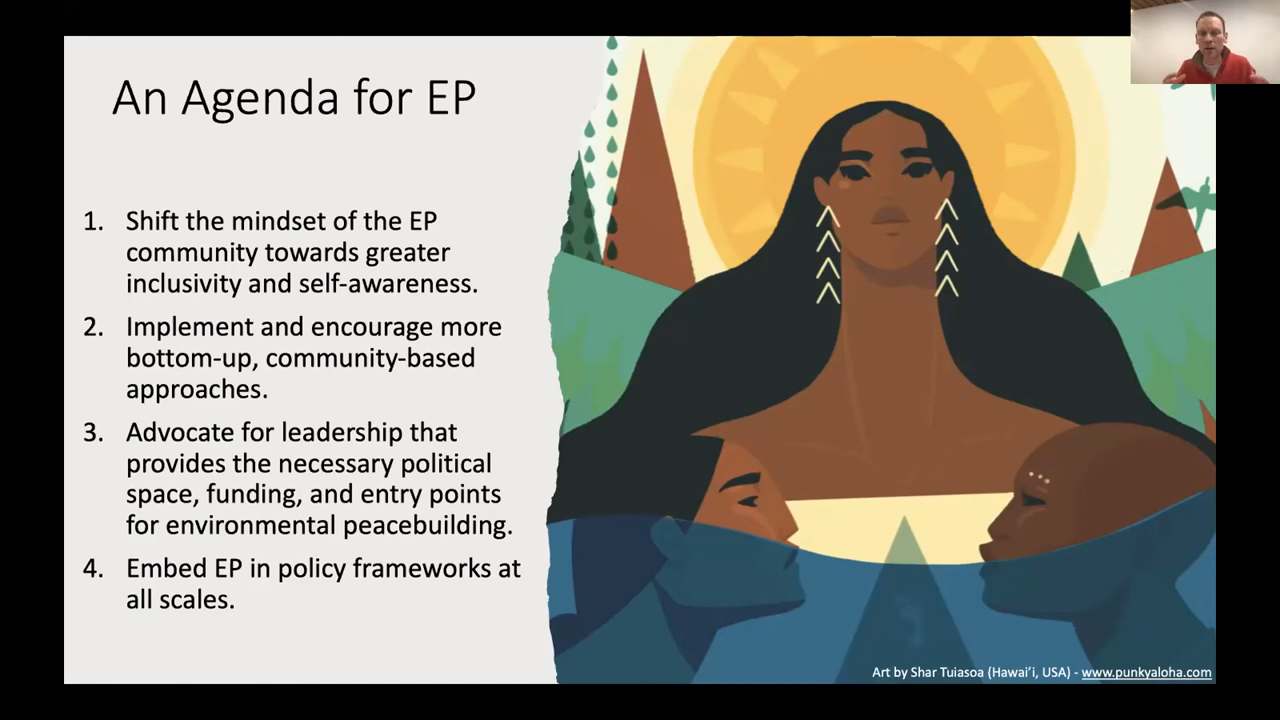 An Agenda for EP
1. Shift the mindset of the EP
community towards greater
inclusivity and self-awareness.
2. Implement and encourage more
bottom-up, community-based
approaches.
3. Advocate for leadership that
provides the necessary political
space, funding, and entry points
for environmental peacebuilding.
4. Embed EP in policy frameworks at
all scales.
Art by Shar Tuiasoa (Hawai’i, USA) - www.punkyaloha.com